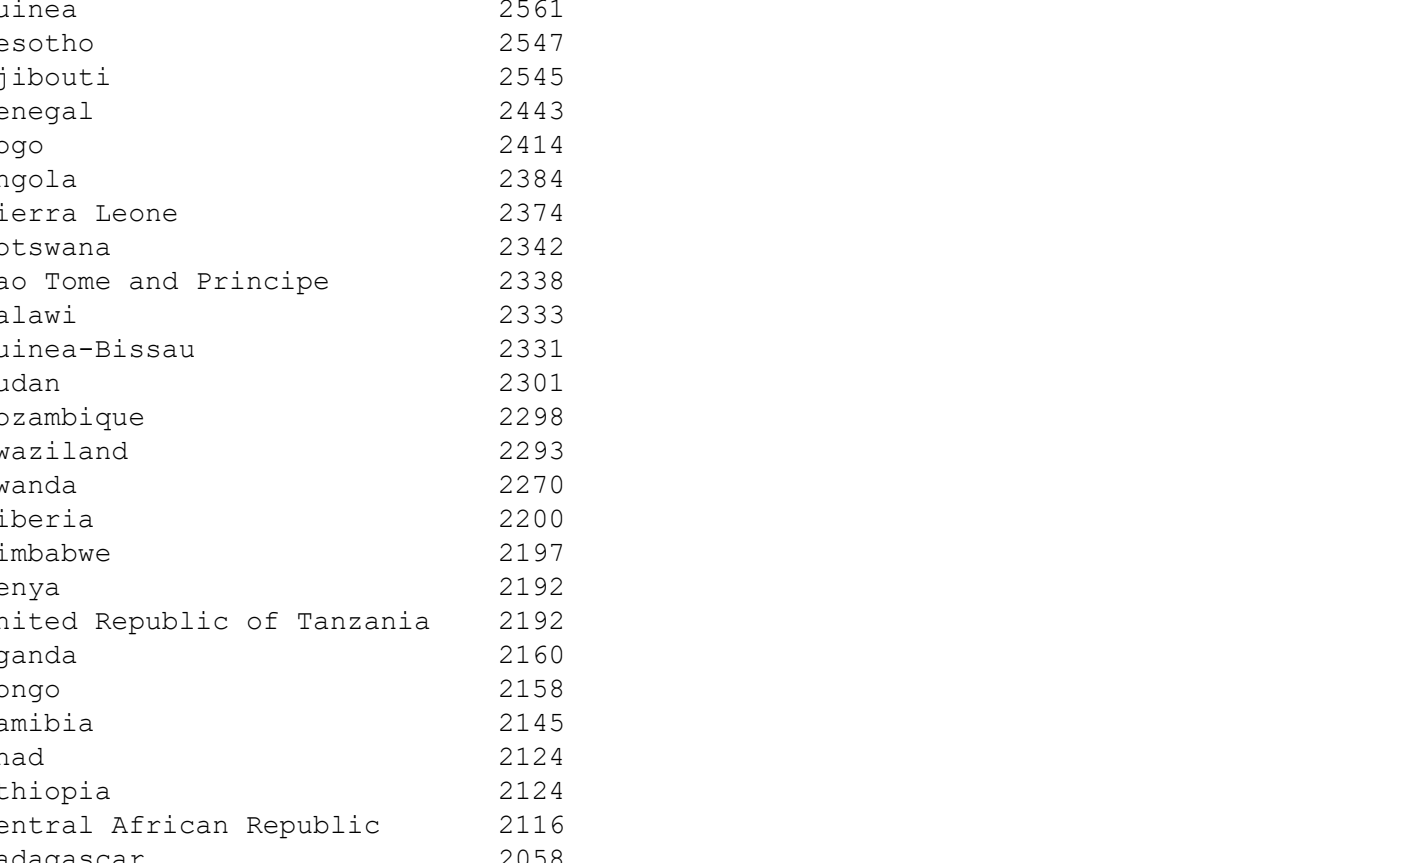 uinea 2561
esotho 2547
jibouti 2545
enegal 2443
ogo 2414
ngola 2384
ierra Leone 2374
otswana 2342
ao Tome and Principe 2338
alawi 2333
uinea-Bissau 2331
udan 2301
ozambique 2298
waziland 2293
wanda 2270
iberia 2200
imbabwe 2197
enya 2192
nited Republic of Tanzania 2192
ganda 2160
ongo 2158
amibia 2145
had 2124
thiopia 2124
entral African Republic 2116
adagascar 2058